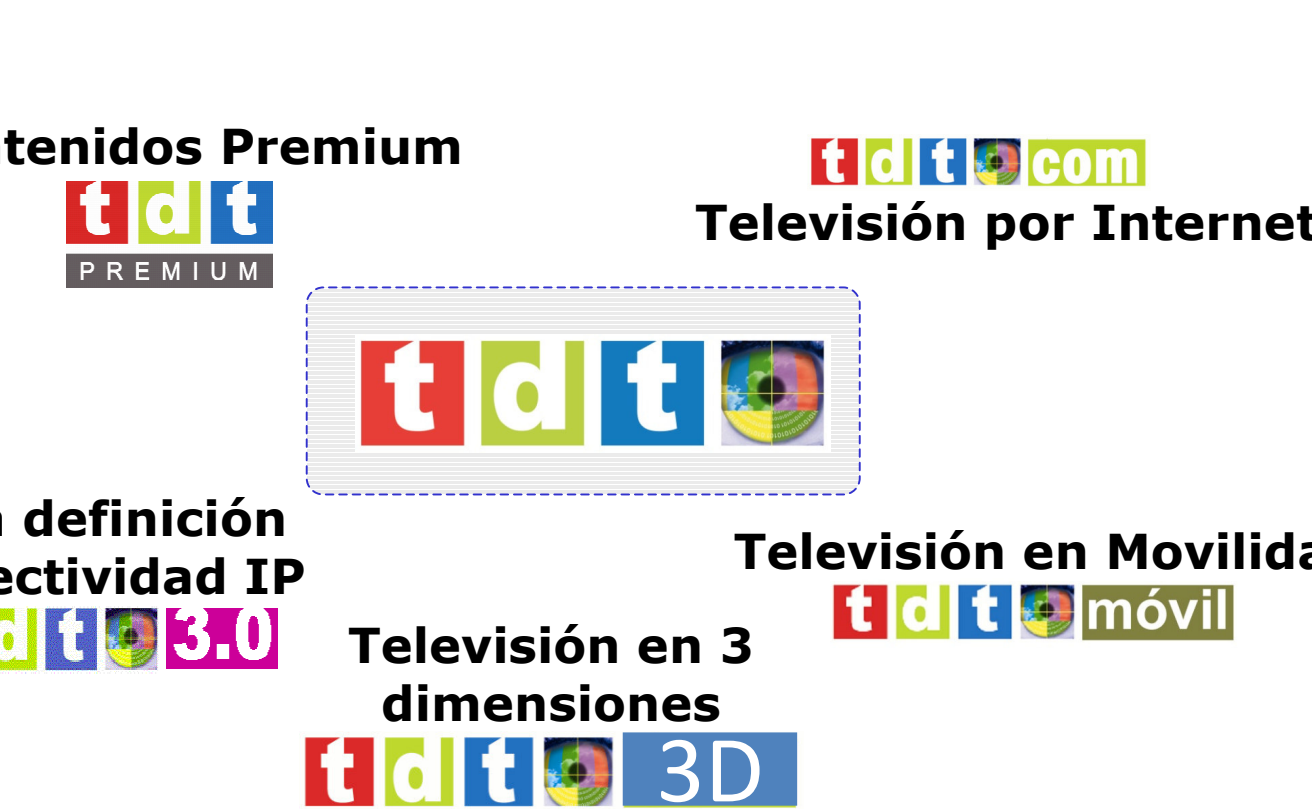 ntenidos Premium
tdt
PREMIUM
tdt com
Televisión por Internet
tdt
definición
ectividad IP
dt 3.0
Televisión en Movilida
tdt móvil
Televisión en 3
dimensiones
tdt 3D